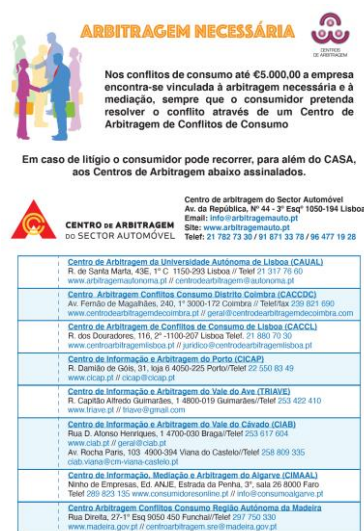 ARBITRAGEM NECESSÁRIA
CENTROS
DE ARBITRAGEM
Nos conflitos de consumo até €5.000,00 a empresa
encontra-se vinculada à arbitragem necessária e à
mediação, sempre que o consumidor pretenda
resolver o conflito através de um Centro de
Arbitragem de Conflitos de Consumo
Em caso de litígio o consumidor pode recorrer, para além do CASA,
aos Centros de Arbitragem abaixo assinalados.
CENTRO DE ARBITRAGEM
DO SECTOR AUTOMÓVEL
Centro de arbitragem do Sector Automóvel
Av. da República, Nº 44 - 3º Esqº 1050-194 Lisboa
Email: info@arbitragemauto.pt
Site: www.arbitragemauto.pt
Telef: 21 782 73 30 / 91 871 33 78 / 96 477 19 28
Centro de Arbitragem da Universidade Autónoma de Lisboa (CAUAL)
R. de Santa Marta, 43E, 1º C 1150-293 Lisboa // Telef 21 317 76 60
www.arbitragemautonoma.pt // centrodearbitragem@autonoma.pt
Centro Arbitragem Conflitos Consumo Distrito Coimbra (CACCDC)
Av. Fernão de Magalhães, 240, 1º 3000-172 Coimbra // Telef/fax 239 821 690
www.centrodearbitragemdecoimbra.pt // geral@centrodearbitragemdecoimbra.com
Centro de Arbitragem de Conflitos de Consumo de Lisboa (CACCL)
R. dos Douradores, 116, 2º -1100-207 Lisboa Telef. 21 880 70 30
www.centroarbitragemlisboa.pt // juridico@centrodearbitragemlisboa.pt
Centro de Informação e Arbitragem do Porto (CICAP)
R. Damião de Góis, 31, loja 6 4050-225 Porto//Telef 22 550 83 49
www.cicap.pt // cicap@cicap.pt
Centro de Informação e Arbitragem do Vale do Ave (TRIAVE)
R. Capitão Alfredo Guimarães, 1 4800-019 Guimarães//Telef 253 422 410
www.triave.pt // triave@gmail.com
Centro de Informação e Arbitragem do Vale do Cávado (CIAB)
Rua D. Afonso Henriques, 1 4700-030 Braga//Telef 253 617 604
www.ciab.pt // geral@ciab.pt
Av. Rocha Paris, 103 4900-394 Viana do Castelo//Telef 258 809 335
ciab.viana@cm-viana-castelo.pt
Centro de Informação, Mediação e Arbitragem do Algarve (CIMAAL)
Ninho de Empresas, Ed. ANJE, Estrada da Penha, 3º, sala 26 8000 Faro
Telef 289 823 135 www.consumidoresonline.pt // info@consumoalgarve.pt
Centro Arbitragem Conflitos Consumo Região Autónoma da Madeira
Rua Direita, 27-1º Esq 9050 450 Funchal//Telef 297 750 330
www.madeira.gov.pt // centroarbitragem.sre@madeira.gov.pt